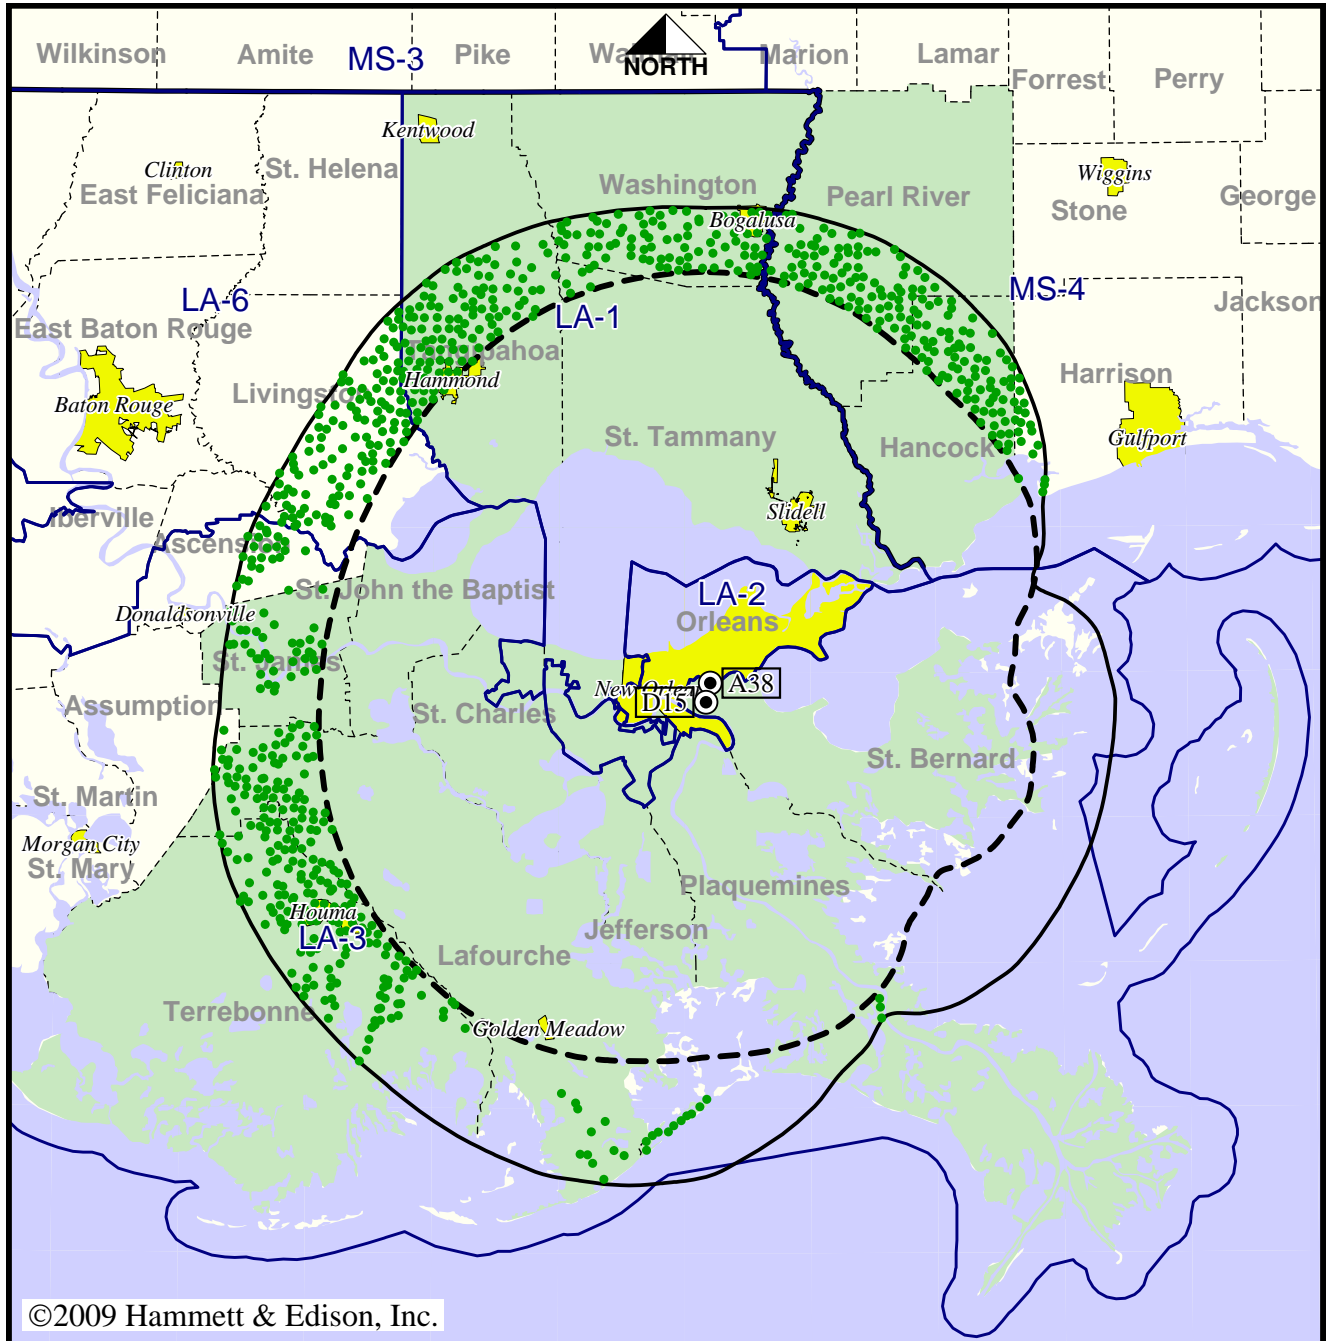 Wilkinson
Amite
MS-3
Pike
Marion
Lamar
NORTH
Forrest
Perry
Kentwood
Clinton
East Feliciana
St. Helena
Washington
Pearl River
Wiggins
Stone
George
Bogalusa
LA-6
LA-1
MS-4
Jackson
East Baton Rouge
Tangipahoa
Livingston
Hammond
Harrison
Baton Rouge
St. Tammany
Hancock
Gulfport
Iberville
Slidell
Ascension
St. John the Baptist
LA-2
Donaldsonville
Orleans
St. James
New Orlea
A38
D15
Assumption
St. Charles
St. Bernard
St. Martin
Morgan City
St. Mary
Plaquemines
Houma
LA-3
Jefferson
Lafourche
Terrebonne
Golden Meadow
©2009 Hammett & Edison, Inc.